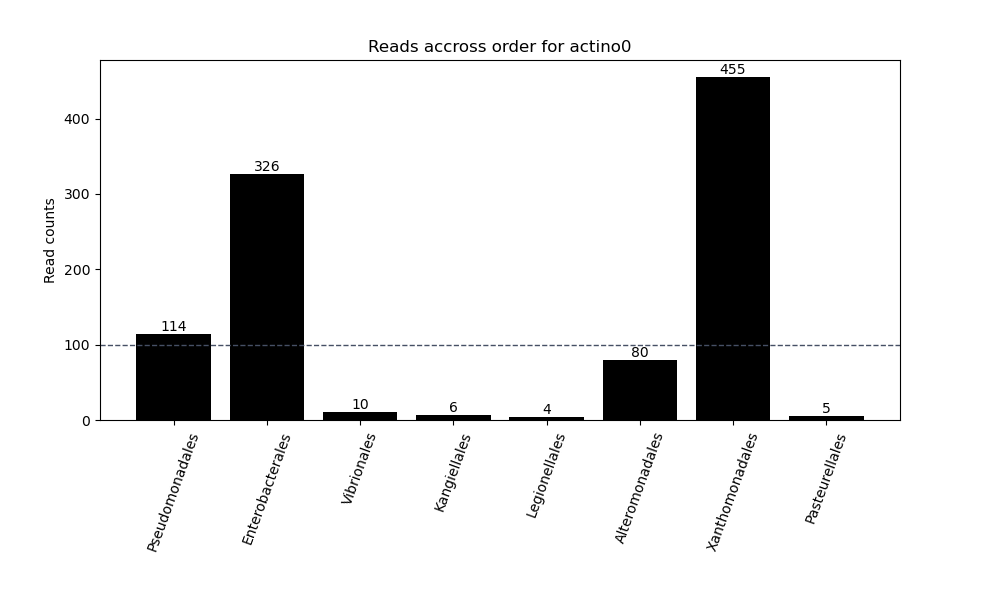 Reads accross order for actino0
Read counts
400
300
200
100
0
114
326
10
6
4
80
455
5
Pseudomonadales
Enterobacterales
Vibrionales
Kangiellales
Legionellales
Alteromonadales
Xanthomonadales
Pasteurellales